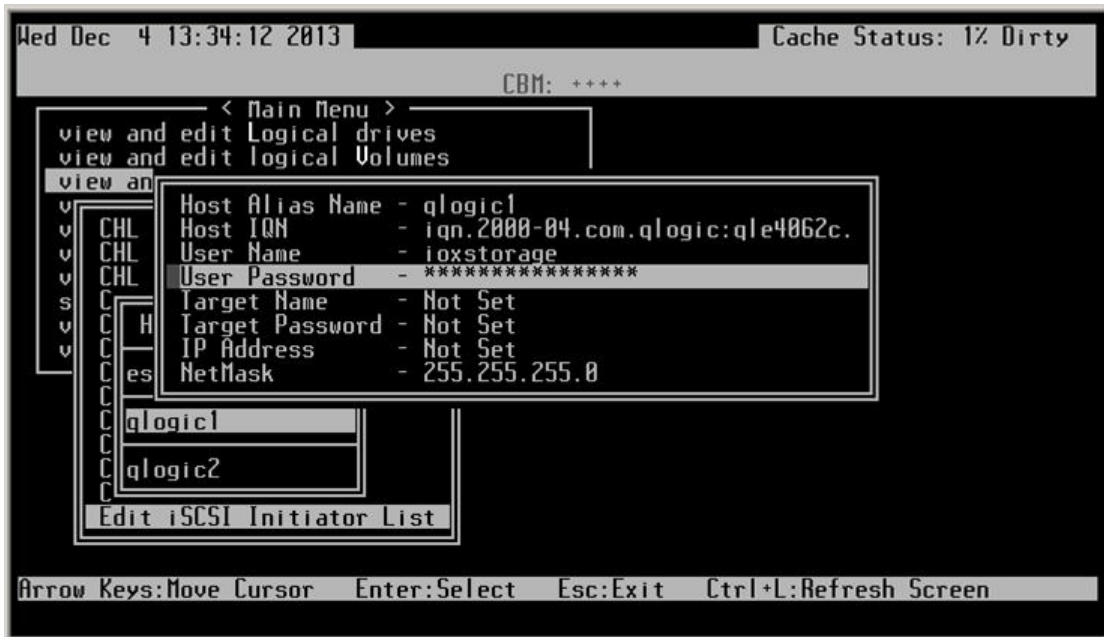 Wed Dec 4 13:34:12 2013 Cache Status: 1% Dirty
CBM: ++++
< Main Menu >
view and edit Logical drives
view and edit logical Volumes
view an
v
v CHL
v CHL
v CHL
s C
v C H
v C
C es
C
C qlogic1
C
C qlogic2
C
Edit iSCSI Initiator List
Host Alias Name - qlogic1
Host IQN - iqn.2000-04.com.qlogic:qle4062c.
User Name - ioxstorage
User Password - ****************
Target Name - Not Set
Target Password - Not Set
IP Address - Not Set
NetMask - 255.255.255.0
Arrow Keys:Move Cursor Enter:Select Esc:Exit Ctrl+L:Refresh Screen